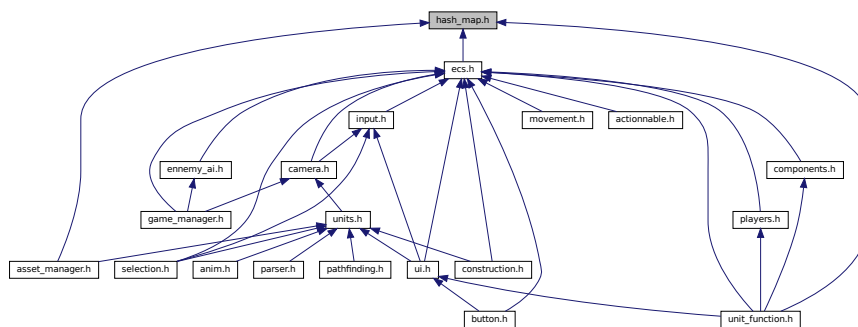 hash_map.h
ecs.h
input.h
movement.h
actionnable.h
ennemy_ai.h
camera.h
components.h
game_manager.h
units.h
players.h
asset_manager.h
selection.h
anim.h
parser.h
pathfinding.h
ui.h
construction.h
button.h
unit_function.h